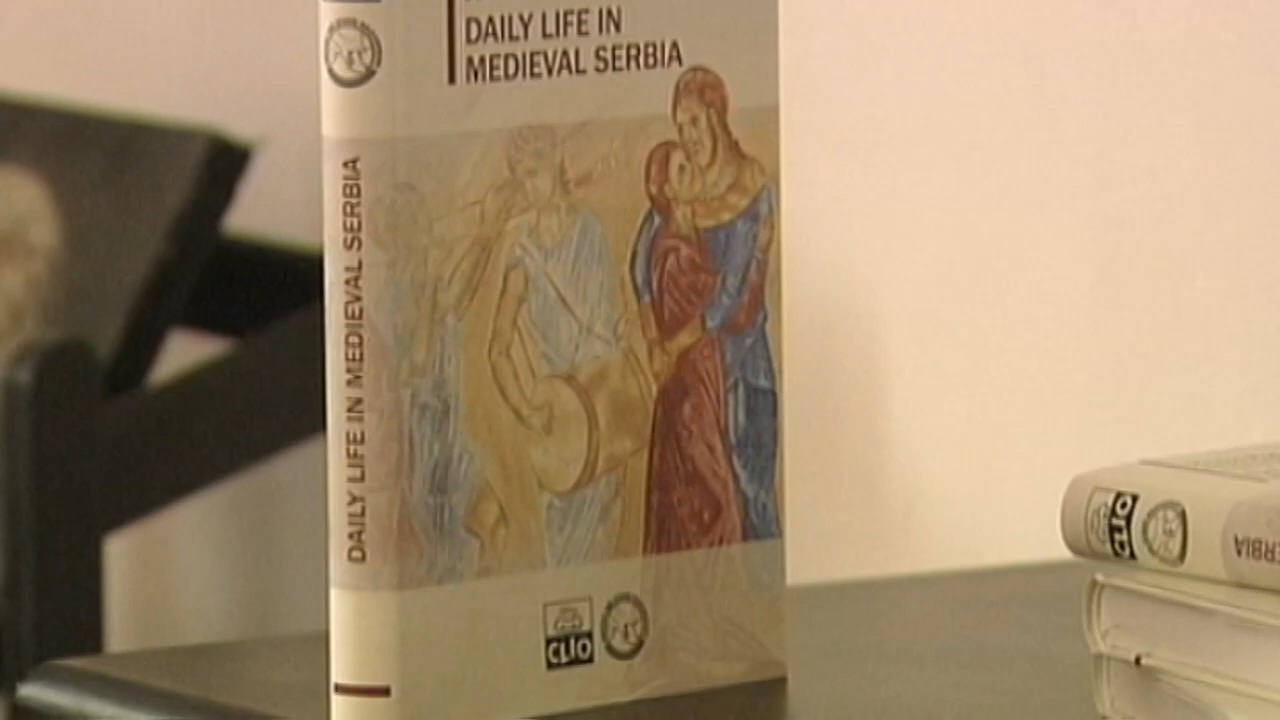 DAILY LIFE IN
MEDIEVAL SERBIA
DAILY LIFE IN MEDIEVAL SERBIA
CLIO
CLIO
SERBIA